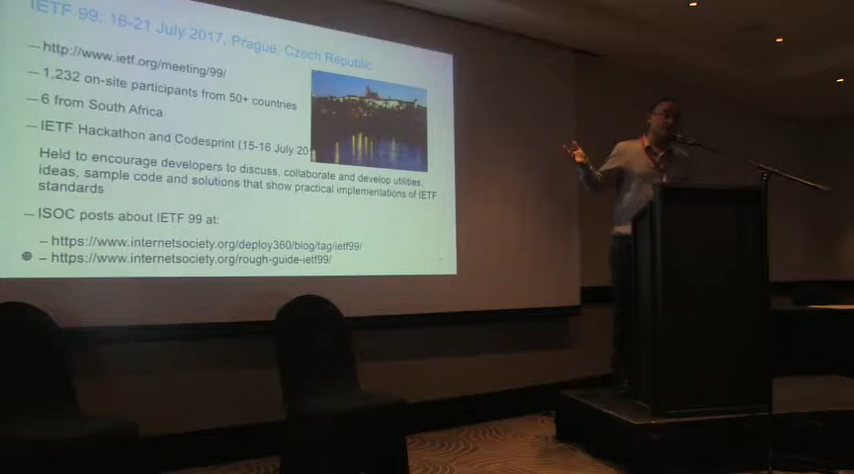 IETF 99: 16-21 July 2017, Prague, Czech Republic
– http://www.ietf.org/meeting/99/
– 1,232 on-site participants from 50+ countries
– 6 from South Africa
– IETF Hackathon and Codesprint (15-16 July 20
Held to encourage developers to discuss, collaborate and develop utilities,
ideas, sample code and solutions that show practical implementations of IETF
standards
– ISOC posts about IETF 99 at:
– https://www.internetsociety.org/deploy360/blog/tag/ietf99/
– https://www.internetsociety.org/rough-guide-ietf99/